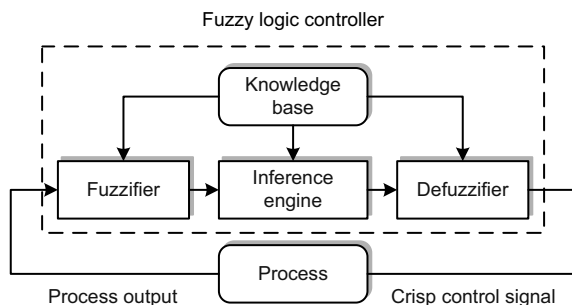 Fuzzy logic controller
Knowledge
base
Fuzzifier
Inference
engine
Defuzzifier
Process
Process output
Crisp control signal